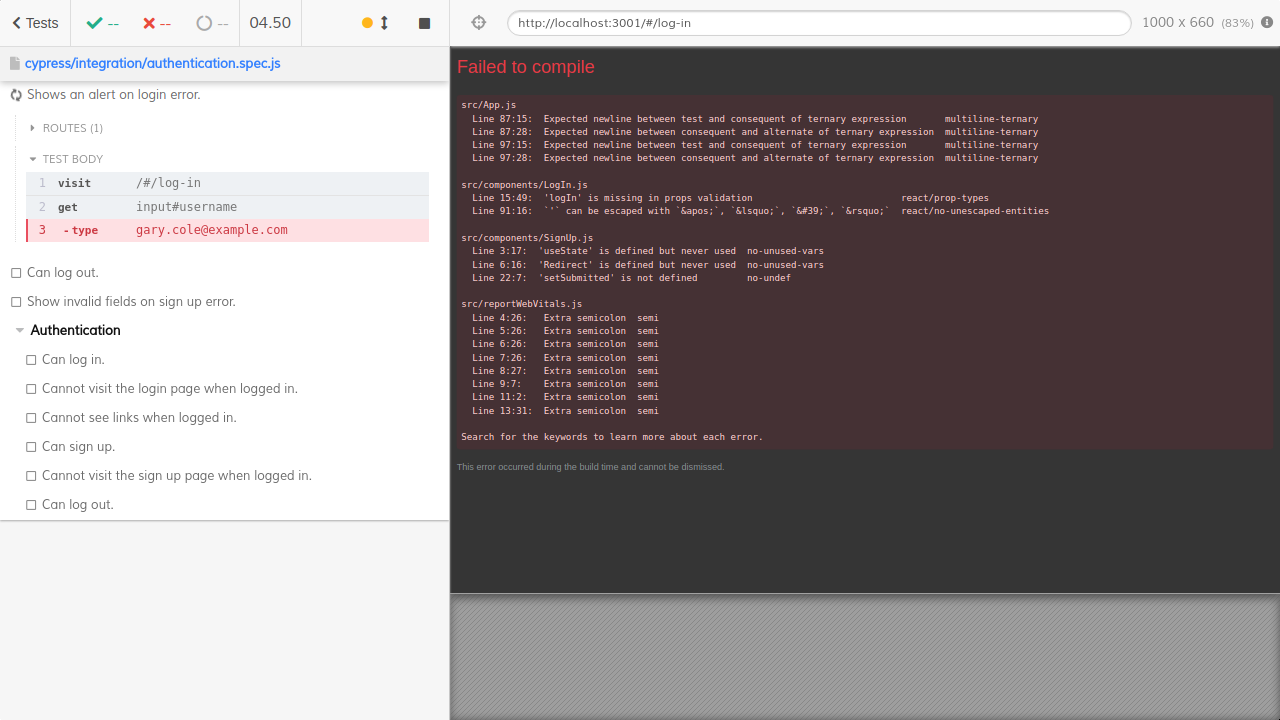 Tests
--
--
--
04.50
http://localhost:3001/#/log-in
1000 x 660 (83%)
cypress/integration/authentication.spec.js
Shows an alert on login error.
ROUTES (1)
TEST BODY
1 visit /#/log-in
2 get input#username
3 - type gary.cole@example.com
Can log out.
Show invalid fields on sign up error.
Authentication
Can log in.
Cannot visit the login page when logged in.
Cannot see links when logged in.
Can sign up.
Cannot visit the sign up page when logged in.
Can log out.
Failed to compile
src/App.js
Line 87:15: Expected newline between test and consequent of ternary expression multiline-ternary
Line 87:28: Expected newline between consequent and alternate of ternary expression multiline-ternary
Line 97:15: Expected newline between test and consequent of ternary expression multiline-ternary
Line 97:28: Expected newline between consequent and alternate of ternary expression multiline-ternary
src/components/LogIn.js
Line 15:49: 'logIn' is missing in props validation react/prop-types
Line 91:16: `'` can be escaped with `&apos;`, `&lsquo;`, `&#39;`, `&rsquo;` react/no-unescaped-entities
src/components/SignUp.js
Line 3:17: 'useState' is defined but never used no-unused-vars
Line 6:16: 'Redirect' is defined but never used no-unused-vars
Line 22:7: 'setSubmitted' is not defined no-undef
src/reportWebVitals.js
Line 4:26: Extra semicolon semi
Line 5:26: Extra semicolon semi
Line 6:26: Extra semicolon semi
Line 7:26: Extra semicolon semi
Line 8:27: Extra semicolon semi
Line 9:7: Extra semicolon semi
Line 11:2: Extra semicolon semi
Line 13:31: Extra semicolon semi
Search for the keywords to learn more about each error.
This error occurred during the build time and cannot be dismissed.